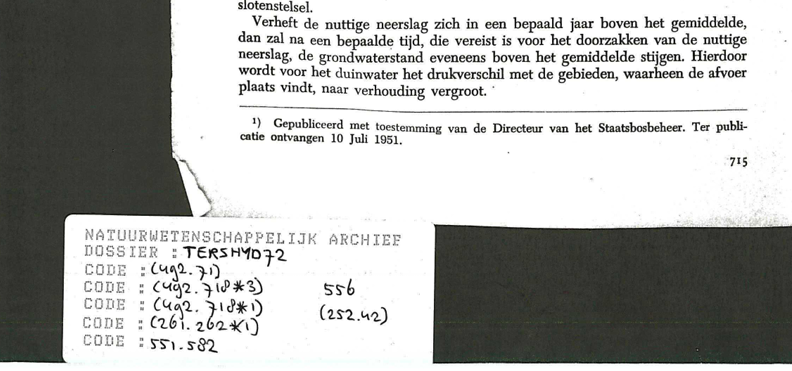 slotenstelsel.
Verheft de nuttige neerslag zich in een bepaald jaar boven het gemiddelde,
dan zal na een bepaalde tijd, die vereist is voor het doorzakken van de nuttige
neerslag, de grondwaterstand eveneens boven het gemiddelde stijgen. Hierdoor
wordt voor het duinwater het drukverschil met de gebieden, waarheen de afvoer
plaats vindt, naar verhouding vergroot.
¹) Gepubliceerd met toestemming van de Directeur van het Staatsbosbeheer. Ter publi-
catie ontvangen 10 Juli 1951.
715
NATUURWETENSCHAPPELIJK ARCHIEF
DOSSIER : TERSHYD72
CODE : (492.71)
CODE : (492.718*3) 556
CODE : (492.718*1) (252.42)
CODE : (261.262*1)
CODE : 551.582